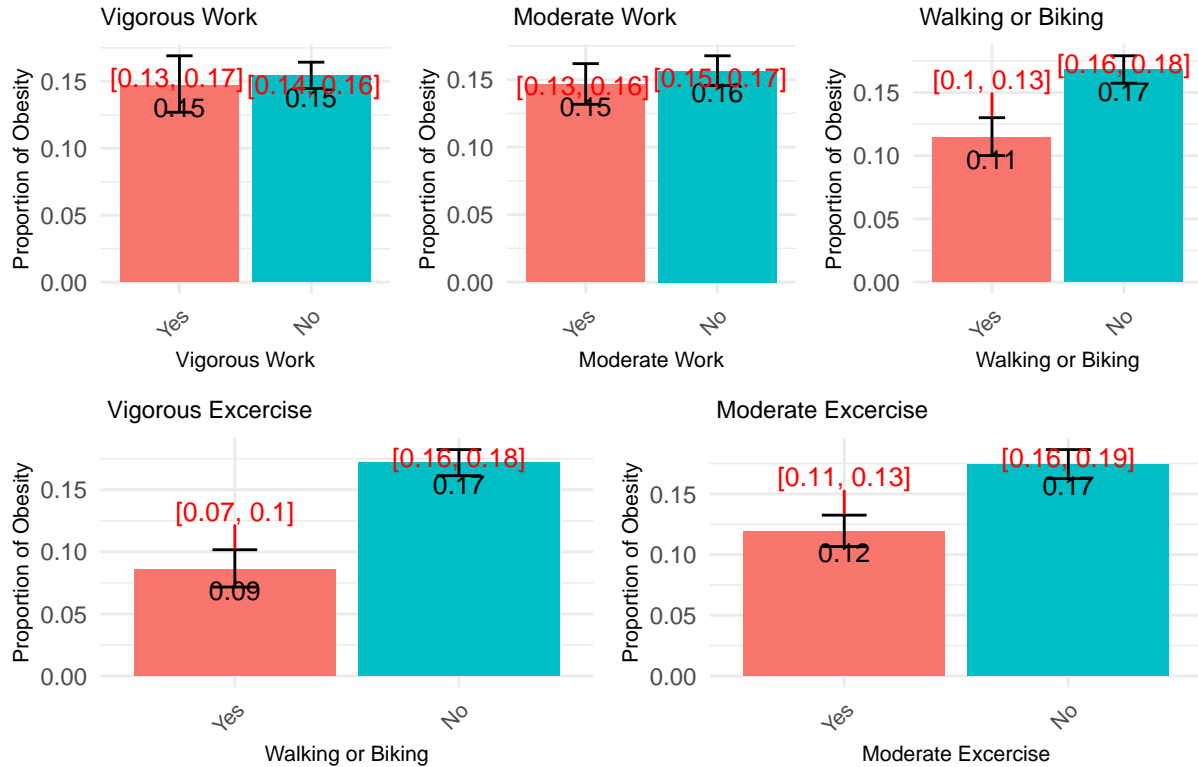 Vigorous Work
Proportion of Obesity
0.15
0.10
0.05
0.00
[0.13, 0.17]
[0.14, 0.16]
0.15
0.15
Yes
No
Vigorous Work
Moderate Work
Proportion of Obesity
0.15
0.10
0.05
0.00
[0.13, 0.16]
[0.15, 0.17]
0.15
0.16
Yes
No
Moderate Work
Walking or Biking
Proportion of Obesity
0.15
0.10
0.05
0.00
[0.1, 0.13]
[0.16, 0.18]
0.11
0.17
Yes
No
Walking or Biking
Vigorous Excercise
Proportion of Obesity
0.15
0.10
0.05
0.00
[0.07, 0.1]
[0.16, 0.18]
0.09
0.17
Yes
No
Walking or Biking
Moderate Excercise
Proportion of Obesity
0.15
0.10
0.05
0.00
[0.11, 0.13]
[0.16, 0.19]
0.12
0.17
Yes
No
Moderate Excercise